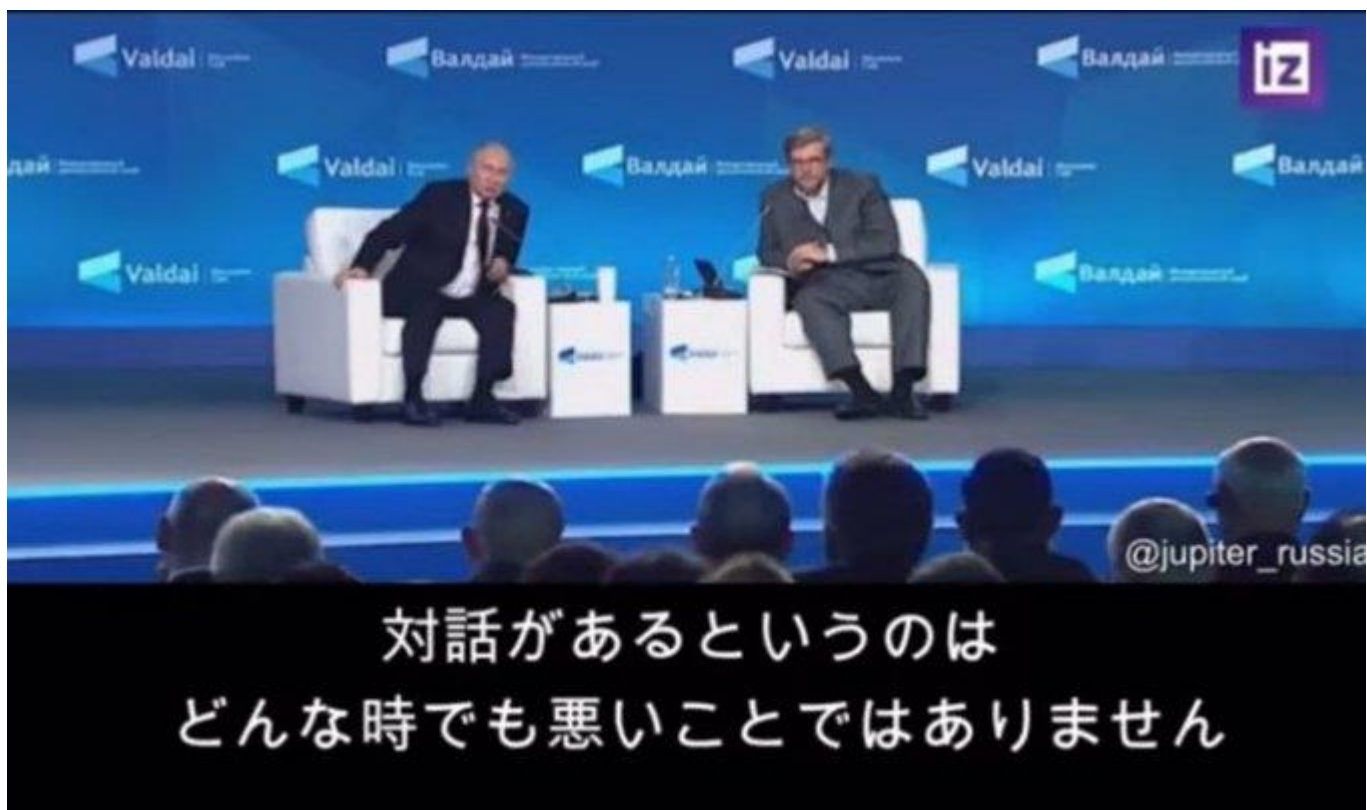 Valdai
Валдай
Valdai
Валдай
iz
дай
Valdai
Валдай
Valdai
Валдай
Valdai
Валдай
@jupiter_russia
対話があるというのは
どんな時でも悪いことではありません